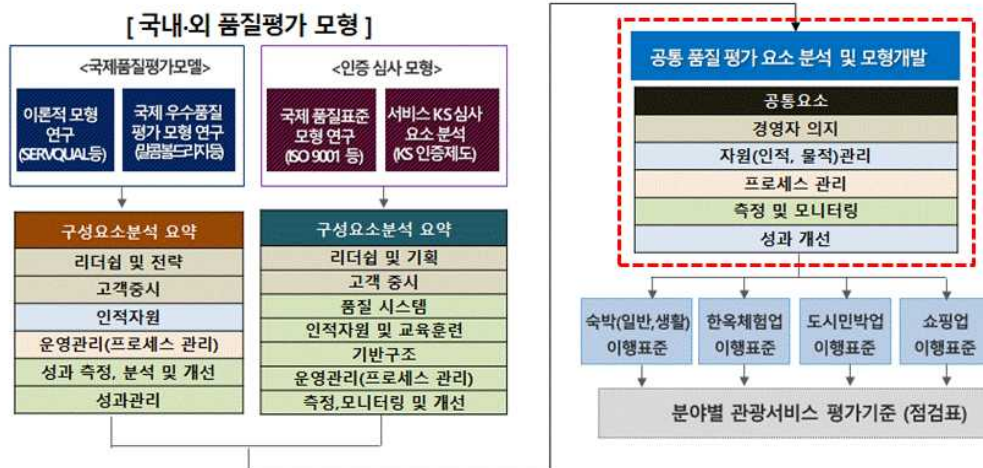 [ 국내·외 품질평가 모형 ]
<국제품질평가모델>
이론적 모형
연구
(SERVQUAL등)
국제 우수품질
평가 모형 연구
(말콤볼드리지등)
<인증 심사 모형>
국제 품질표준
모형 연구
(ISO 9001 등)
서비스 KS심사
요소 분석
(KS 인증제도)
구성요소분석 요약
리더쉽 및 전략
고객중시
인적자원
운영관리(프로세스 관리)
성과 측정, 분석 및 개선
성과관리
구성요소분석 요약
리더쉽 및 기획
고객 중시
품질 시스템
인적자원 및 교육훈련
기반구조
운영관리(프로세스 관리)
측정,모니터링 및 개선
공통 품질 평가 요소 분석 및 모형개발
공통요소
경영자 의지
자원(인적, 물적)관리
프로세스 관리
측정 및 모니터링
성과 개선
숙박(일반,생활)
이행표준
한옥체험업
이행표준
도시민박업
이행표준
쇼핑업
이행표준
분야별 관광서비스 평가기준 (점검표)